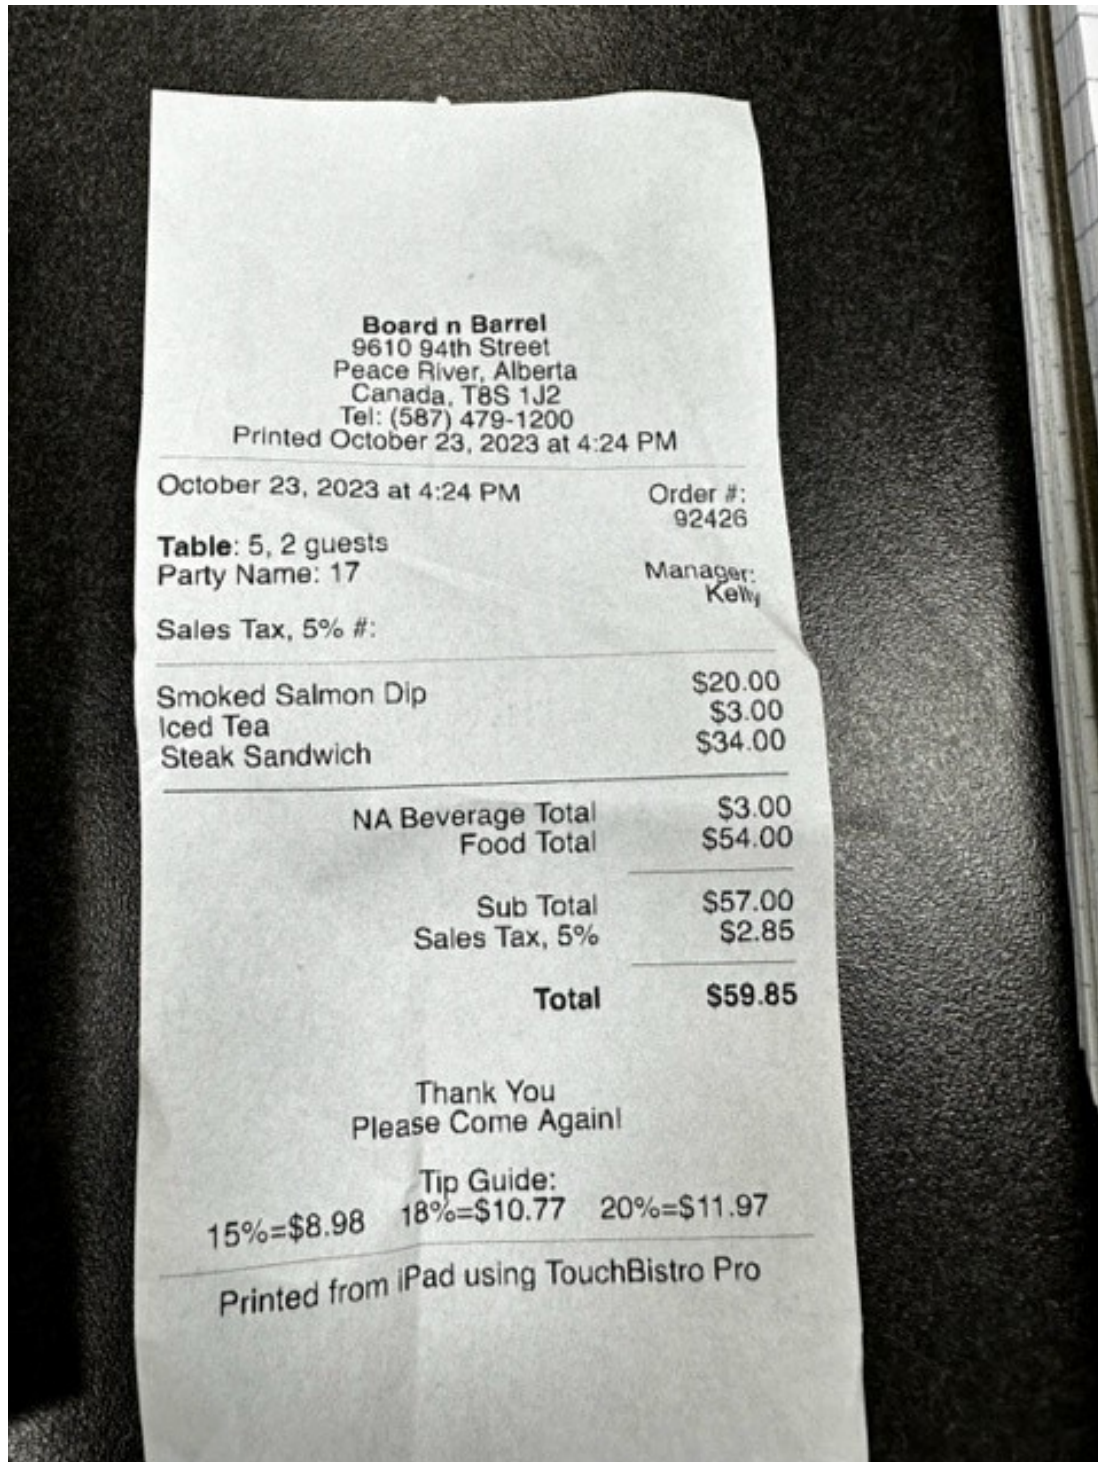 Board n Barrel
9610 94th Street
Peace River, Alberta
Canada, T8S 1J2
Tel: (587) 479-1200
Printed October 23, 2023 at 4:24 PM
October 23, 2023 at 4:24 PM Order #:
92426
Table: 5, 2 guests
Party Name: 17 Manager:
Kelly
Sales Tax, 5% #:
Smoked Salmon Dip $20.00
Iced Tea $3.00
Steak Sandwich $34.00
NA Beverage Total $3.00
Food Total $54.00
Sub Total $57.00
Sales Tax, 5% $2.85
Total $59.85
Thank You
Please Come Again!
Tip Guide:
15%=$8.98 18%=$10.77 20%=$11.97
Printed from iPad using TouchBistro Pro